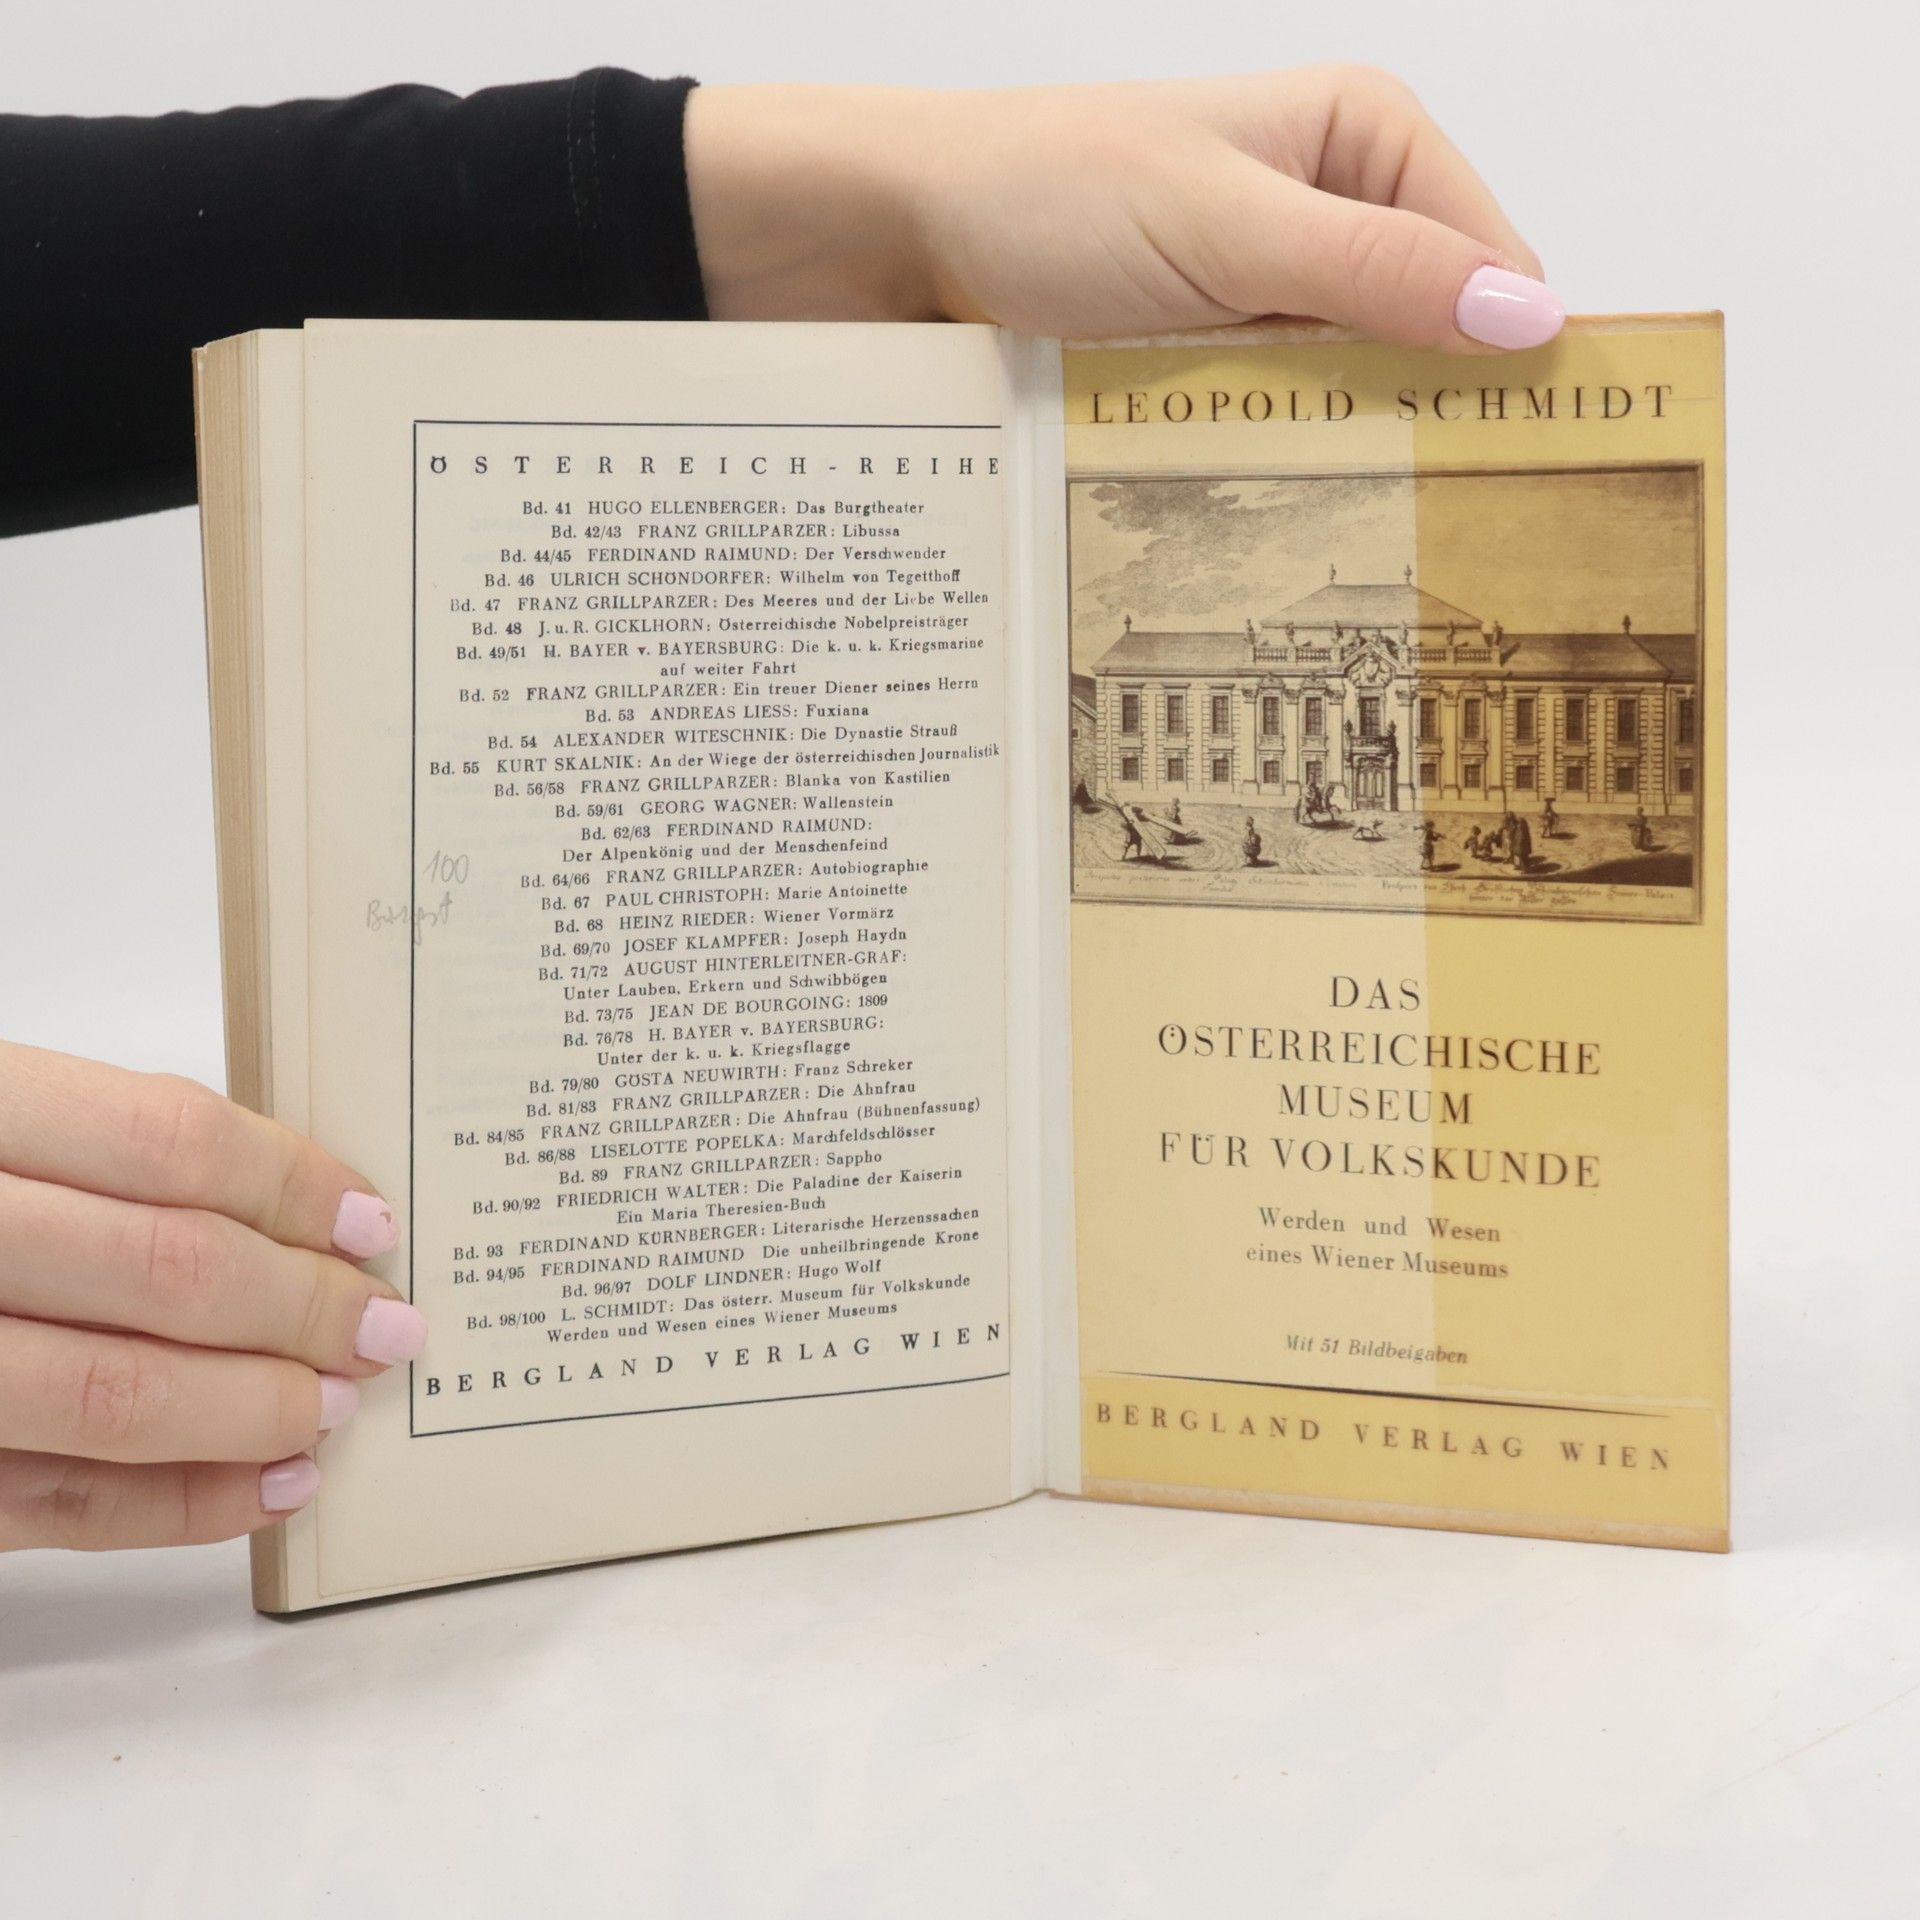 ÖSTERREICH-REIHE
Bd. 41 HUGO ELLENBERGER: Das Burgtheater
Bd. 42/43 FRANZ GRILLPARZER: Libussa
Bd. 44/45 FERDINAND RAIMUND: Der Verschwender
Bd. 46 ULRICH SCHÖNDORFER: Wilhelm von Tegetthoff
Bd. 47 FRANZ GRILLPARZER: Des Meeres und der Liebe Wellen
Bd. 48 J. u. R. GICKLHORN: Österreichische Nobelpreisträger
Bd. 49/51 H. BAYER v. BAYERSBURG: Die k. u. k. Kriegsmarine
auf weiter Fahrt
Bd. 52 FRANZ GRILLPARZER: Ein treuer Diener seines Herrn
Bd. 53 ANDREAS LIESS: Fuxiana
Bd. 54 ALEXANDER WITESCHNIK: Die Dynastie Strauß
Bd. 55 KURT SKALNIK: An der Wiege der österreichischen Journalistik
Bd. 56/58 FRANZ GRILLPARZER: Blanka von Kastilien
Bd. 59/61 GEORG WAGNER: Wallenstein
Bd. 62/63 FERDINAND RAIMUND:
Der Alpenkönig und der Menschenfeind
Bd. 64/66 FRANZ GRILLPARZER: Autobiographie
Bd. 67 PAUL CHRISTOPH: Marie Antoinette
Bd. 68 HEINZ RIEDER: Wiener Vormärz
Bd. 69/70 JOSEF KLAMPFER: Joseph Haydn
Bd. 71/72 AUGUST HINTERLEITNER-GRAF:
Unter Lauben, Erkern und Schwibbögen
Bd. 73/75 JEAN DE BOURGOING: 1809
Bd. 76/78 H. BAYER v. BAYERSBURG:
Unter der k. u. k. Kriegsflagge
Bd. 79/80 GÖSTA NEUWIRTH: Franz Schreker
Bd. 81/83 FRANZ GRILLPARZER: Die Ahnfrau
Bd. 84/85 FRANZ GRILLPARZER: Die Ahnfrau (Bühnenfassung)
Bd. 86/88 LISELOTTE POPELKA: Marchfeldschlösser
Bd. 89 FRANZ GRILLPARZER: Sappho
Bd. 90/92 FRIEDRICH WALTER: Die Paladine der Kaiserin
Ein Maria Theresien-Buch
Bd. 93 FERDINAND KÜRNBERGER: Literarische Herzenssachen
Bd. 94/95 FERDINAND RAIMUND Die unheilbringende Krone
Bd. 96/97 DOLF LINDNER: Hugo Wolf
Bd. 98/100 L. SCHMIDT: Das österr. Museum für Volkskunde
Werden und Wesen eines Wiener Museums
BERGLAND VERLAG WIEN
100
LEOPOLD SCHMIDT
DAS
ÖSTERREICHISCHE
MUSEUM
FÜR VOLKSKUNDE
Werden und Wesen
eines Wiener Museums
Mit 51 Bildbeigaben
BERGLAND VERLAG WIEN